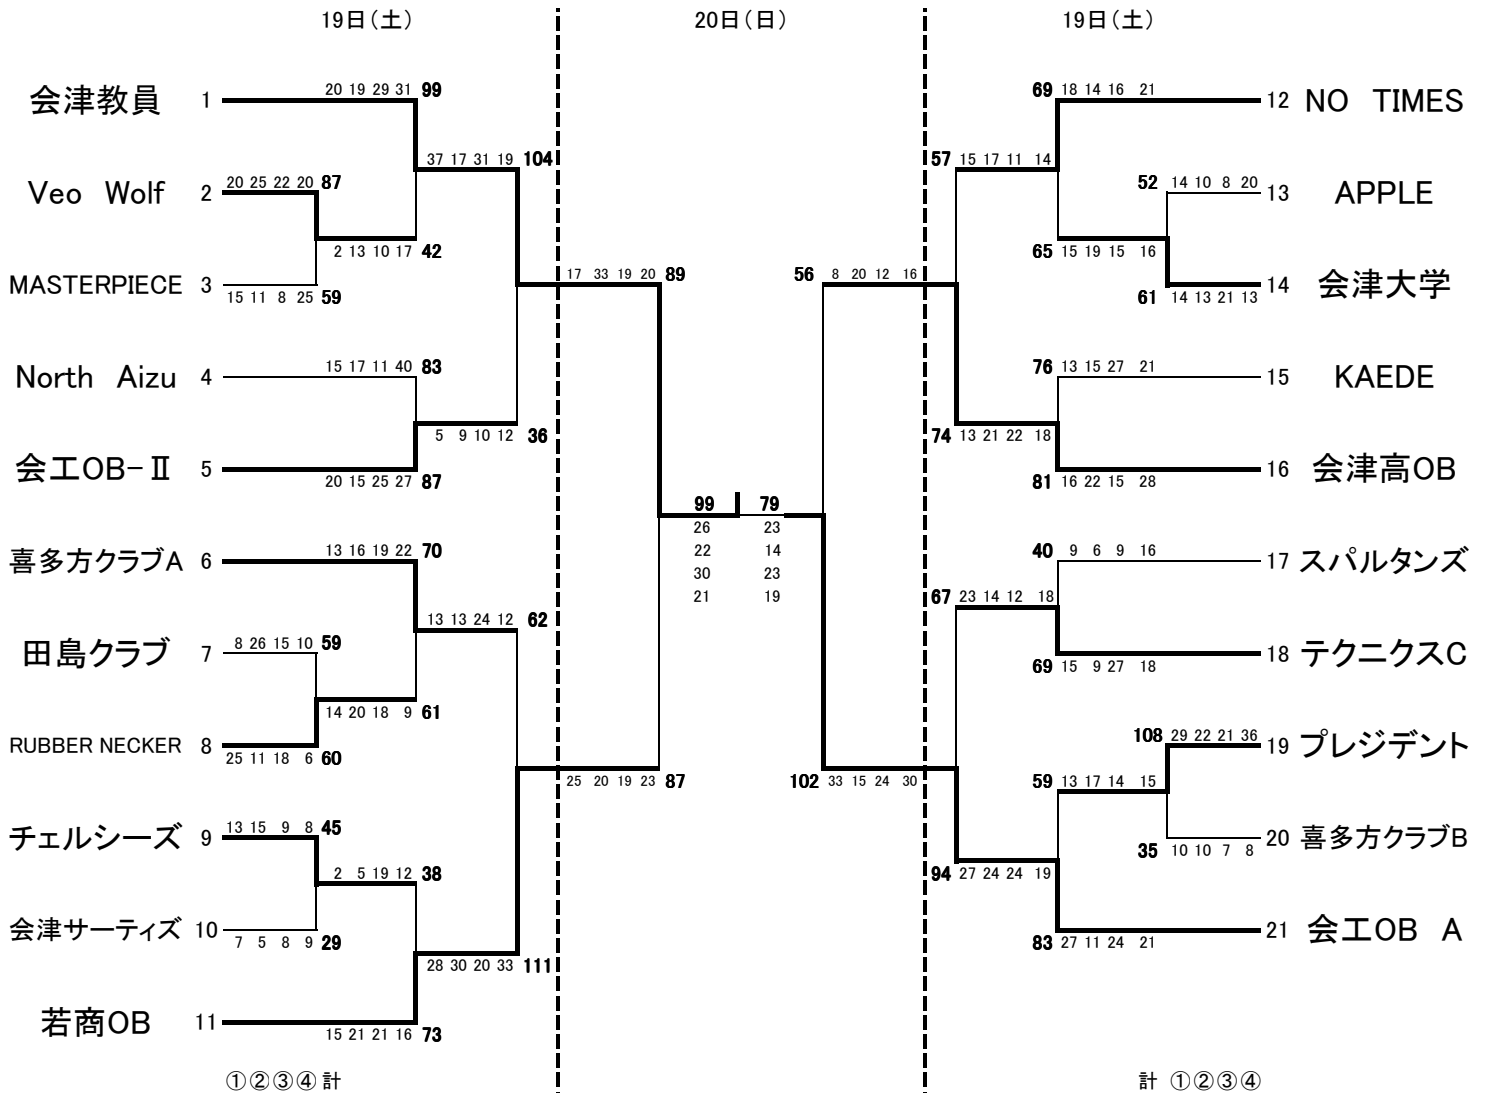 19日（土） 20日（日） 19日（土）
20 19 29 31 99 69 18 14 16 21
会津教員 1 12 NO TIMES
37 17 31 19 104 57 15 17 11 14
20 25 22 20 87 52 14 10 8 20
Veo Wolf 2 13 APPLE
2 13 10 17 42 65 15 19 15 16
17 33 19 20 89 56 8 20 12 16
MASTERPIECE 3 14 会津大学
15 11 8 25 59 61 14 13 21 13
15 17 11 40 83 76 13 15 27 21
North Aizu 4 15 KAEDE
5 9 10 12 36 74 13 21 22 18
会工OB-Ⅱ 5 16 会津高OB
20 15 25 27 87 81 16 22 15 28
99 79
26 23
22 14
13 16 19 22 70 40 9 6 9 16
喜多方クラブA 6 17 スパルタンズ
30 23
21 19
67 23 14 12 18
13 13 24 12 62
8 26 15 10 59
田島クラブ 7 18 テクニクスC
69 15 9 27 18
14 20 18 9 61
108 29 22 21 36
RUBBER NECKER 8 19 プレジデント
25 11 18 6 60
25 20 19 23 87 102 33 15 24 30 59 13 17 14 15
13 15 9 8 45
チェルシーズ 9 20 喜多方クラブB
35 10 10 7 8
2 5 19 12 38 94 27 24 24 19
会津サーティズ 10 21 会工OB A
7 5 8 9 29 83 27 11 24 21
28 30 20 33 111
若商OB 11
15 21 21 16 73
①②③④ 計 計 ①②③④